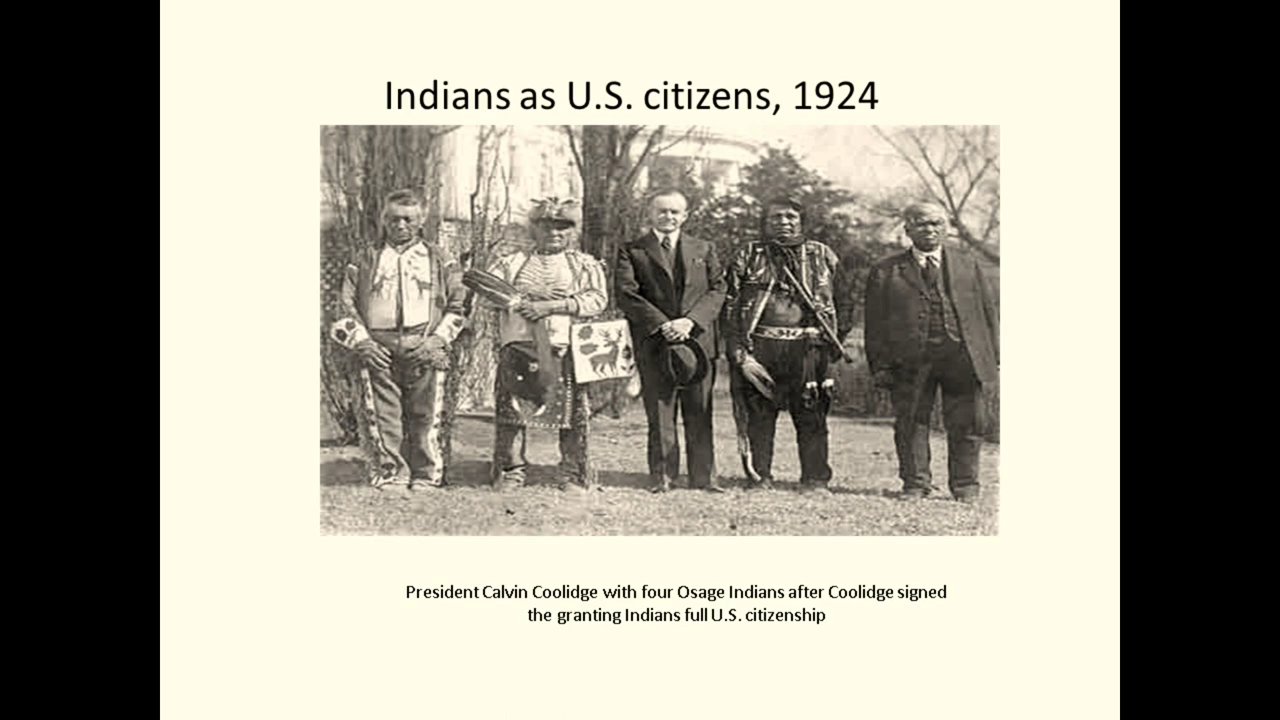 Indians as U.S. citizens, 1924
President Calvin Coolidge with four Osage Indians after Coolidge signed
the granting Indians full U.S. citizenship